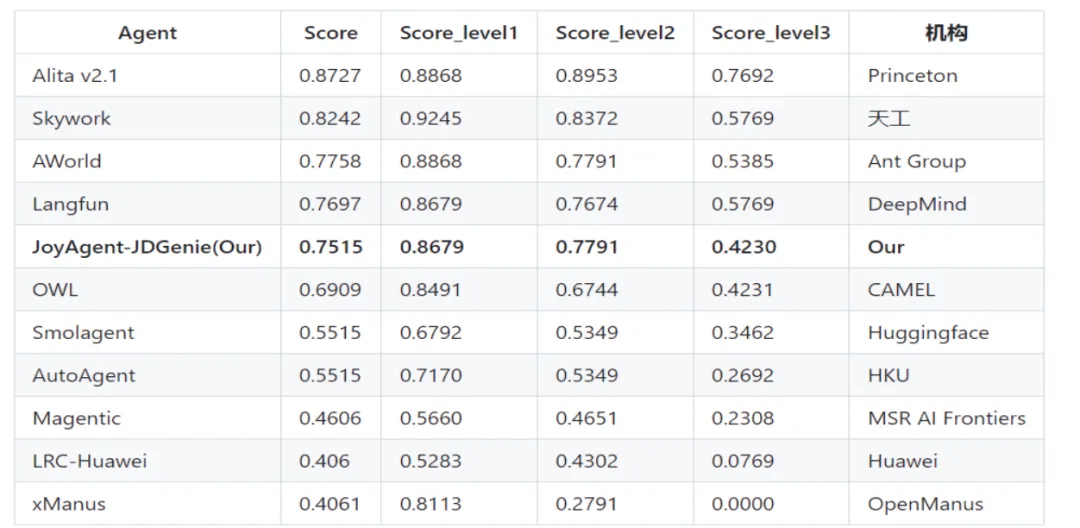 Agent Score Score_level1 Score_level2 Score_level3 机构
Alita v2.1 0.8727 0.8868 0.8953 0.7692 Princeton
Skywork 0.8242 0.9245 0.8372 0.5769 天工
AWorld 0.7758 0.8868 0.7791 0.5385 Ant Group
Langfun 0.7697 0.8679 0.7674 0.5769 DeepMind
JoyAgent-JDGenie(Our) 0.7515 0.8679 0.7791 0.4230 Our
OWL 0.6909 0.8491 0.6744 0.4231 CAMEL
Smolagent 0.5515 0.6792 0.5349 0.3462 Huggingface
AutoAgent 0.5515 0.7170 0.5349 0.2692 HKU
Magentic 0.4606 0.5660 0.4651 0.2308 MSR AI Frontiers
LRC-Huawei 0.406 0.5283 0.4302 0.0769 Huawei
xManus 0.4061 0.8113 0.2791 0.0000 OpenManus